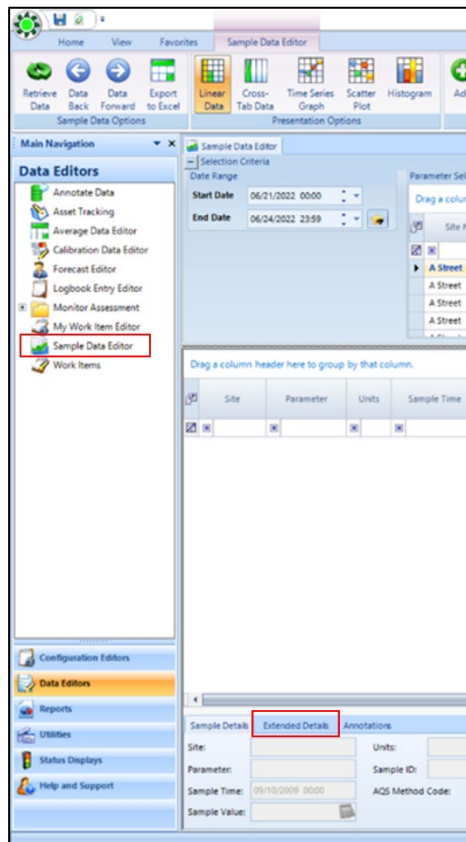 Home View Favorites Sample Data Editor
Retrieve Data Data Back Data Forward Export to Excel Linear Data Cross-Tab Data Time Series Graph Scatter Plot Histogram
Sample Data Options Presentation Options
Main Navigation
Data Editors
Annotate Data
Asset Tracking
Average Data Editor
Calibration Data Editor
Forecast Editor
Logbook Entry Editor
Monitor Assessment
My Work Item Editor
Sample Data Editor
Work Items
Configuration Editors
Data Editors
Reports
Utilities
Status Displays
Help and Support
Sample Data Editor
Selection Criteria
Date Range
Start Date 06/21/2022 00:00
End Date 06/24/2022 23:59
Parameter Sel
Drag a colum
Site N
A Street
A Street
A Street
A Street
Drag a column header here to group by that column.
Site Parameter Units Sample Time
Sample Details Extended Details Annotations
Site: Units:
Parameter: Sample ID:
Sample Time: 09/10/2009 00:00 AQS Method Code:
Sample Value: